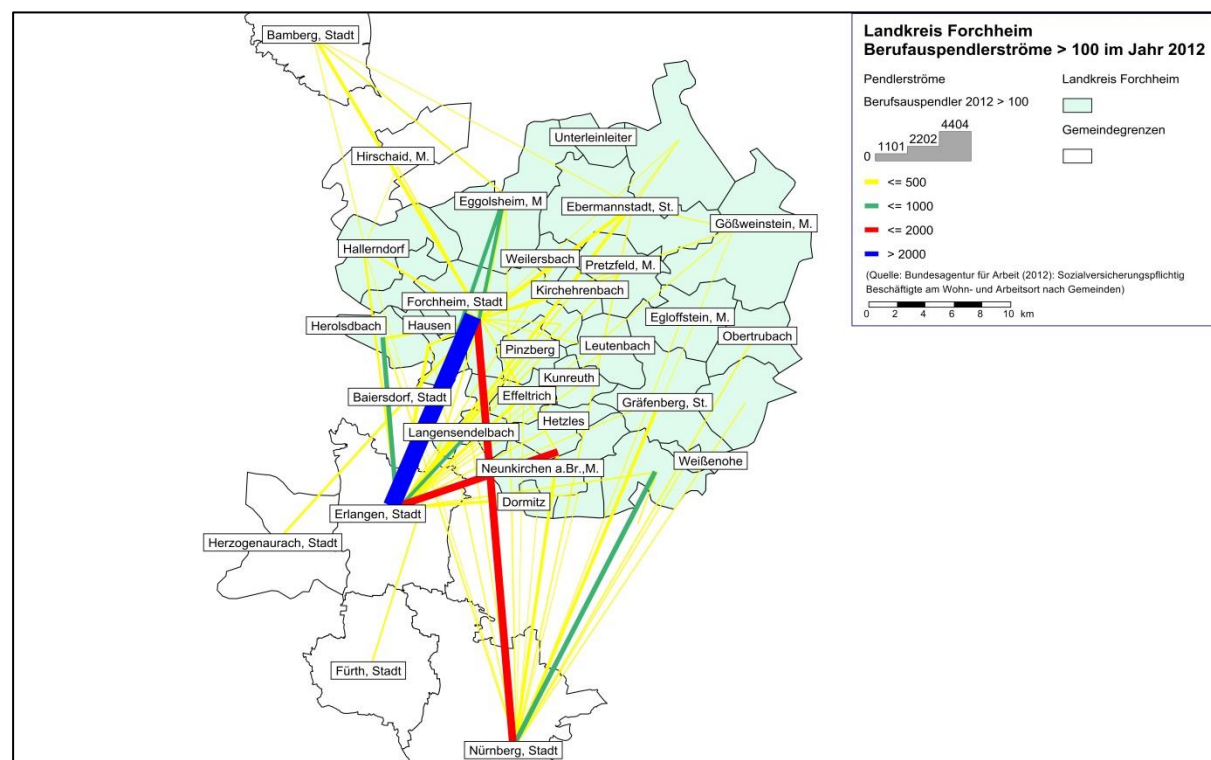 Landkreis Forchheim
Berufauspendlerströme > 100 im Jahr 2012
Pendlerströme
Landkreis Forchheim
Berufsauspendler 2012 > 100
4404
2202
1101
0
Gemeindegrenzen
<= 500
<= 1000
<= 2000
> 2000
(Quelle: Bundesagentur für Arbeit (2012): Sozialversicherungspflichtig
Beschäftigte am Wohn- und Arbeitsort nach Gemeinden)
0 2 4 6 8 10 km
Bamberg, Stadt
Unterleinleiter
Hirschaid, M.
Eggolsheim, M
Ebermannstadt, St.
Gößweinstein, M.
Hallerndorf
Weilersbach
Pretzfeld, M.
Kirchehrenbach
Forchheim, Stadt
Egloffstein, M.
Herolsdbach
Hausen
Obertrubach
Pinzberg
Leutenbach
Kunreuth
Baiersdorf, Stadt
Effeltrich
Gräfenberg, St.
Hetzles
Langensendelbach
Weißenohe
Neunkirchen a.Br.,M.
Dormitz
Erlangen, Stadt
Herzogenaurach, Stadt
Fürth, Stadt
Nürnberg, Stadt